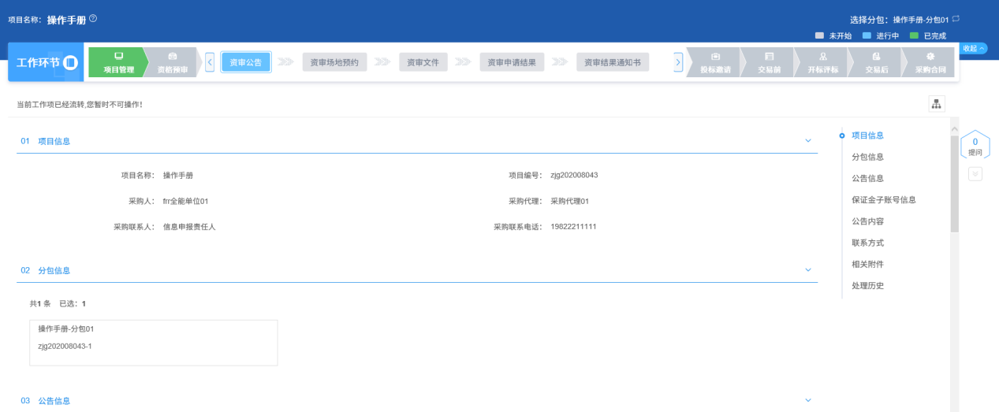 项目名称： 操作手册
选择分包：操作手册-分包01
未开始 进行中 已完成
收起
工作环节
项目管理 资格预审 资审公告 资审场地预约 资审文件 资审申请结果 资审结果通知书 投标邀请 交易前 开标评标 交易后 采购合同
当前工作项已经流转,您暂时不可操作!
01 项目信息
项目名称： 操作手册 项目编号： zjg202008043
采购人： frr全能单位01 采购代理： 采购代理01
采购联系人： 信息申报责任人 采购联系电话： 19822211111
02 分包信息
共1 条 已选：1
操作手册-分包01
zjg202008043-1
03 公告信息
项目信息
分包信息
公告信息
保证金子账号信息
公告内容
联系方式
相关附件
处理历史
0
提问